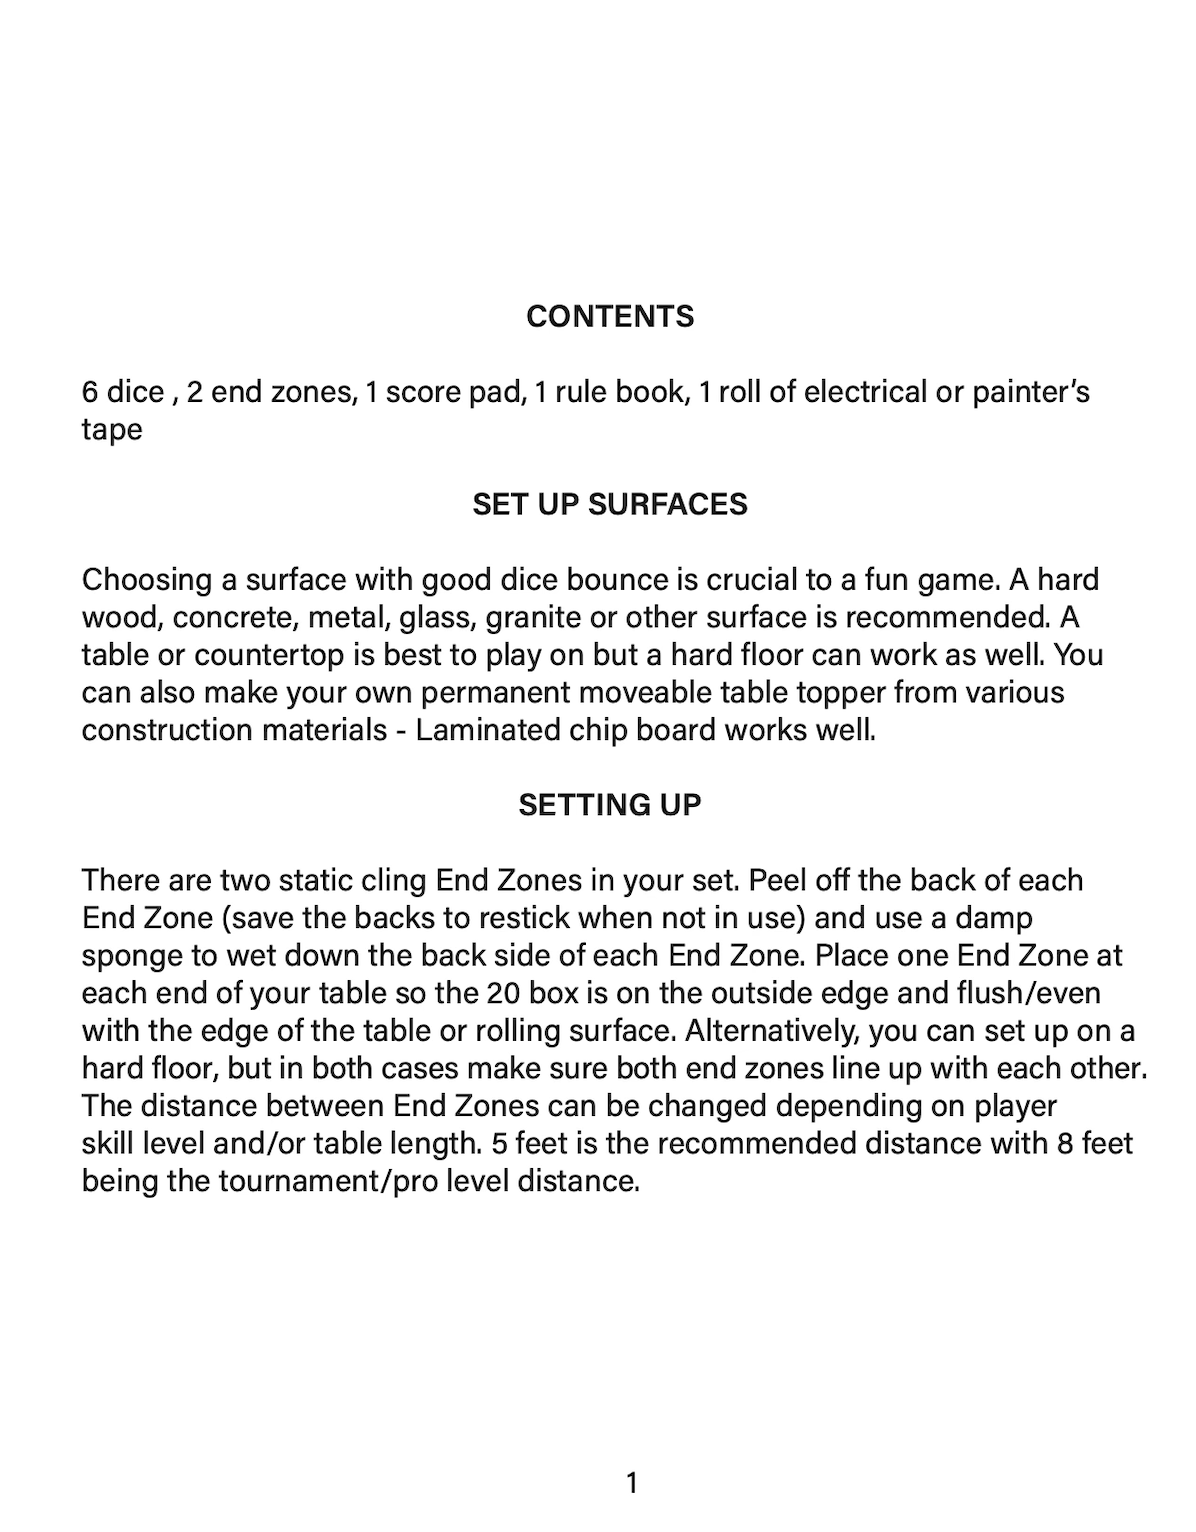 CONTENTS
6 dice , 2 end zones, 1 score pad, 1 rule book, 1 roll of electrical or painter’s
tape
SET UP SURFACES
Choosing a surface with good dice bounce is crucial to a fun game. A hard
wood, concrete, metal, glass, granite or other surface is recommended. A
table or countertop is best to play on but a hard floor can work as well. You
can also make your own permanent moveable table topper from various
construction materials - Laminated chip board works well.
SETTING UP
There are two static cling End Zones in your set. Peel off the back of each
End Zone (save the backs to restick when not in use) and use a damp
sponge to wet down the back side of each End Zone. Place one End Zone at
each end of your table so the 20 box is on the outside edge and flush/even
with the edge of the table or rolling surface. Alternatively, you can set up on a
hard floor, but in both cases make sure both end zones line up with each other.
The distance between End Zones can be changed depending on player
skill level and/or table length. 5 feet is the recommended distance with 8 feet
being the tournament/pro level distance.
1